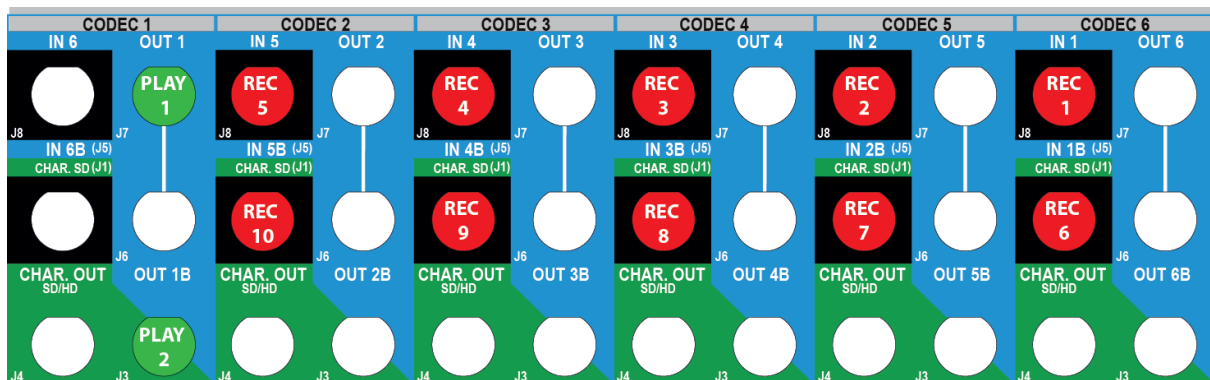 CODEC 1 CODEC 2 CODEC 3 CODEC 4 CODEC 5 CODEC 6
IN 6 OUT 1 IN 5 OUT 2 IN 4 OUT 3 IN 3 OUT 4 IN 2 OUT 5 IN 1 OUT 6
PLAY 1 REC 5 REC 4 REC 3 REC 2 REC 1
J8 J7 J8 J7 J8 J7 J8 J7 J8 J7 J8 J7
IN 6B (J5) IN 5B (J5) IN 4B (J5) IN 3B (J5) IN 2B (J5) IN 1B (J5)
CHAR. SD (J1) CHAR. SD (J1) CHAR. SD (J1) CHAR. SD (J1) CHAR. SD (J1) CHAR. SD (J1)
REC 10 REC 9 REC 8 REC 7 REC 6
J6 J6 J6 J6 J6 J6
CHAR. OUT OUT 1B CHAR. OUT OUT 2B CHAR. OUT OUT 3B CHAR. OUT OUT 4B CHAR. OUT OUT 5B CHAR. OUT OUT 6B
SD/HD SD/HD SD/HD SD/HD SD/HD SD/HD
PLAY 2
J4 J3 J4 J3 J4 J3 J4 J3 J4 J3 J4 J3